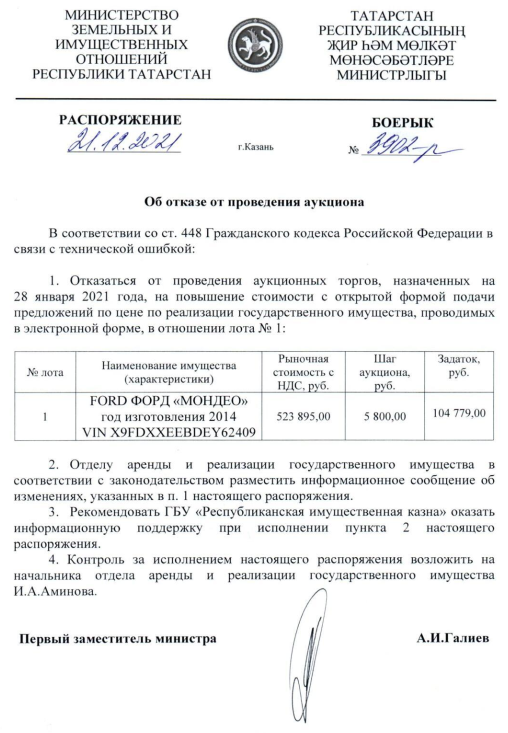 МИНИСТЕРСТВО
ЗЕМЕЛЬНЫХ И
ИМУЩЕСТВЕННЫХ
ОТНОШЕНИЙ
РЕСПУБЛИКИ ТАТАРСТАН
ТАТАРСТАН
РЕСПУБЛИКАСЫНЫҢ
ҖИР ҺӘМ МӨЛКӘТ
МӨНӘСӘБӘТЛӘРЕ
МИНИСТРЛЫГЫ
РАСПОРЯЖЕНИЕ
21.12.2021
г.Казань
БОЕРЫК
№ 3902-р
Об отказе от проведения аукциона
В соответствии со ст. 448 Гражданского кодекса Российской Федерации в
связи с технической ошибкой:
1. Отказаться от проведения аукционных торгов, назначенных на
28 января 2021 года, на повышение стоимости с открытой формой подачи
предложений по цене по реализации государственного имущества, проводимых
в электронной форме, в отношении лота № 1:
№ лота
Наименование имущества
(характеристики)
Рыночная
стоимость с
НДС, руб.
Шаг
аукциона,
руб.
Задаток,
руб.
1
FORD ФОРД «МОНДЕО»
год изготовления 2014
VIN X9FDXXEEBDEY62409
523 895,00
5 800,00
104 779,00
2. Отделу аренды и реализации государственного имущества в
соответствии с законодательством разместить информационное сообщение об
изменениях, указанных в п. 1 настоящего распоряжения.
3. Рекомендовать ГБУ «Республиканская имущественная казна» оказать
информационную поддержку при исполнении пункта 2 настоящего
распоряжения.
4. Контроль за исполнением настоящего распоряжения возложить на
начальника отдела аренды и реализации государственного имущества
И.А.Аминова.
Первый заместитель министра
А.И.Галиев